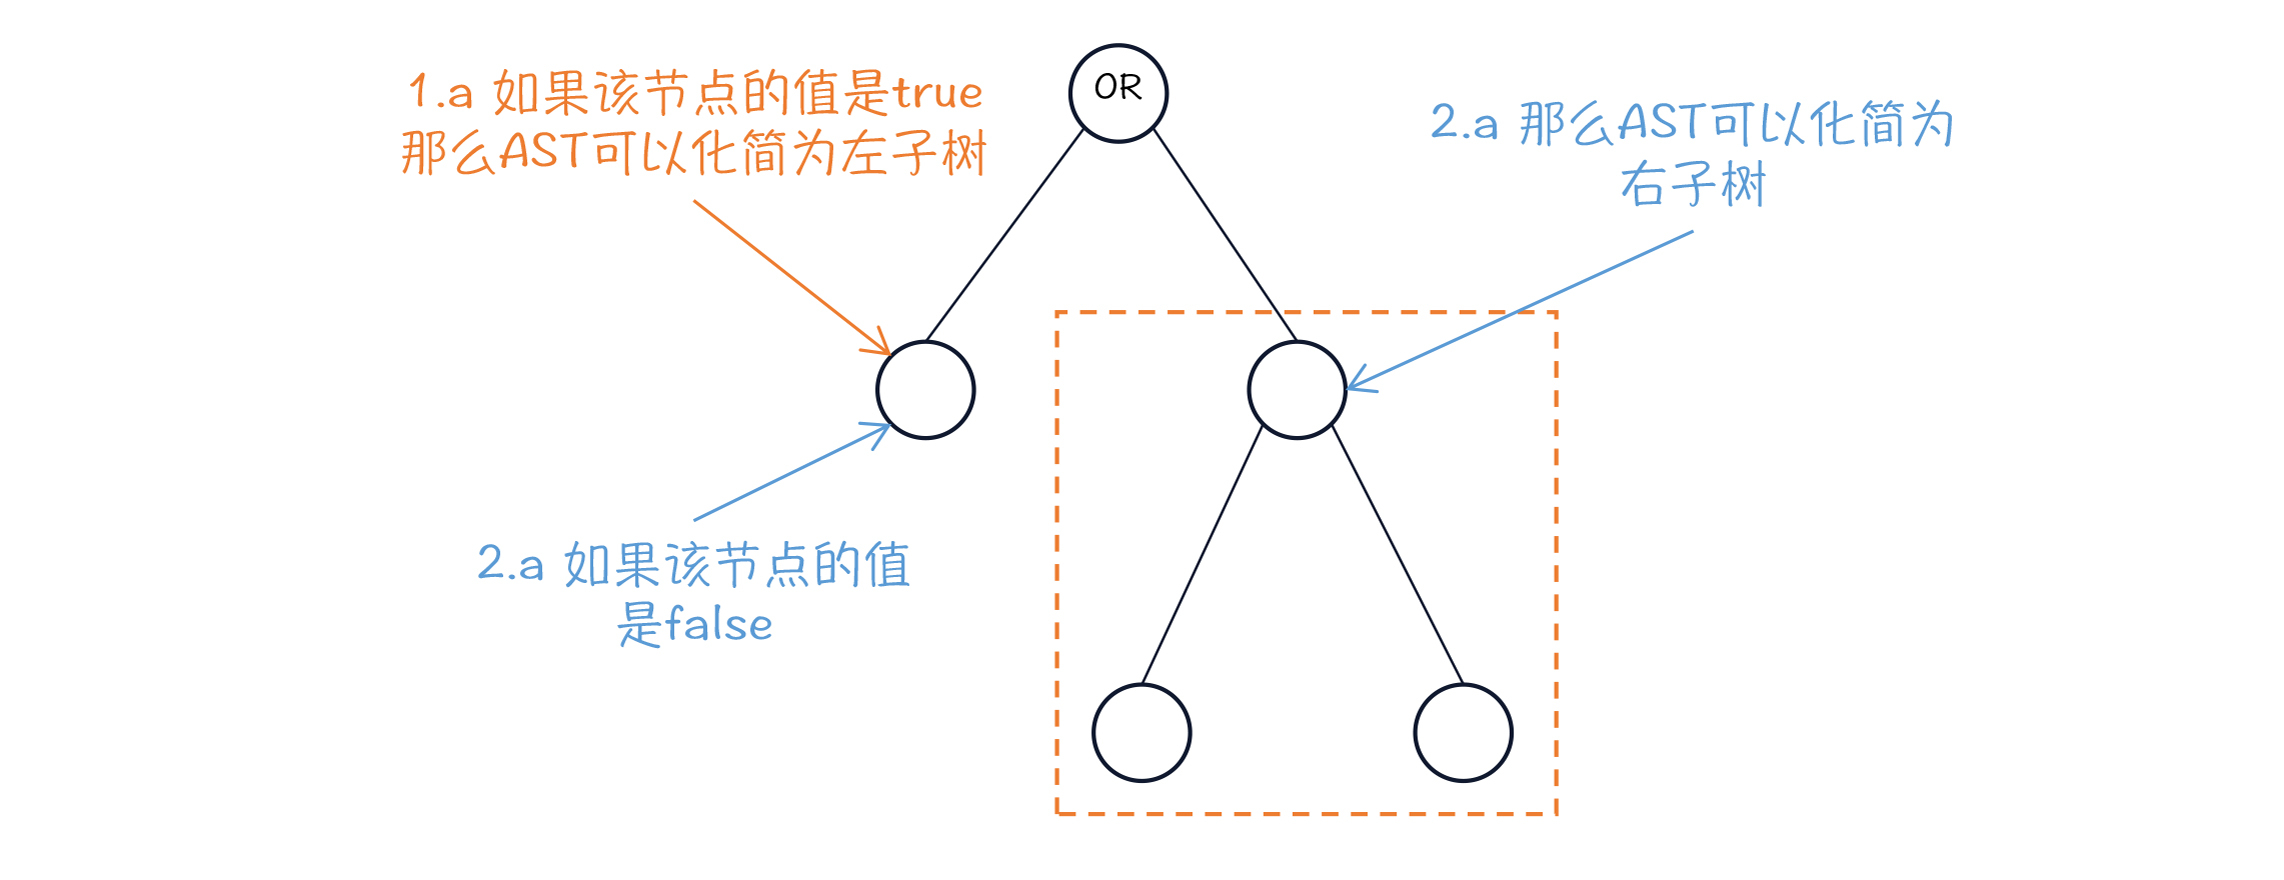 1.a 如果该节点的值是true
那么AST可以化简为左子树
OR
2.a 那么AST可以化简为
右子树
2.a 如果该节点的值
是false